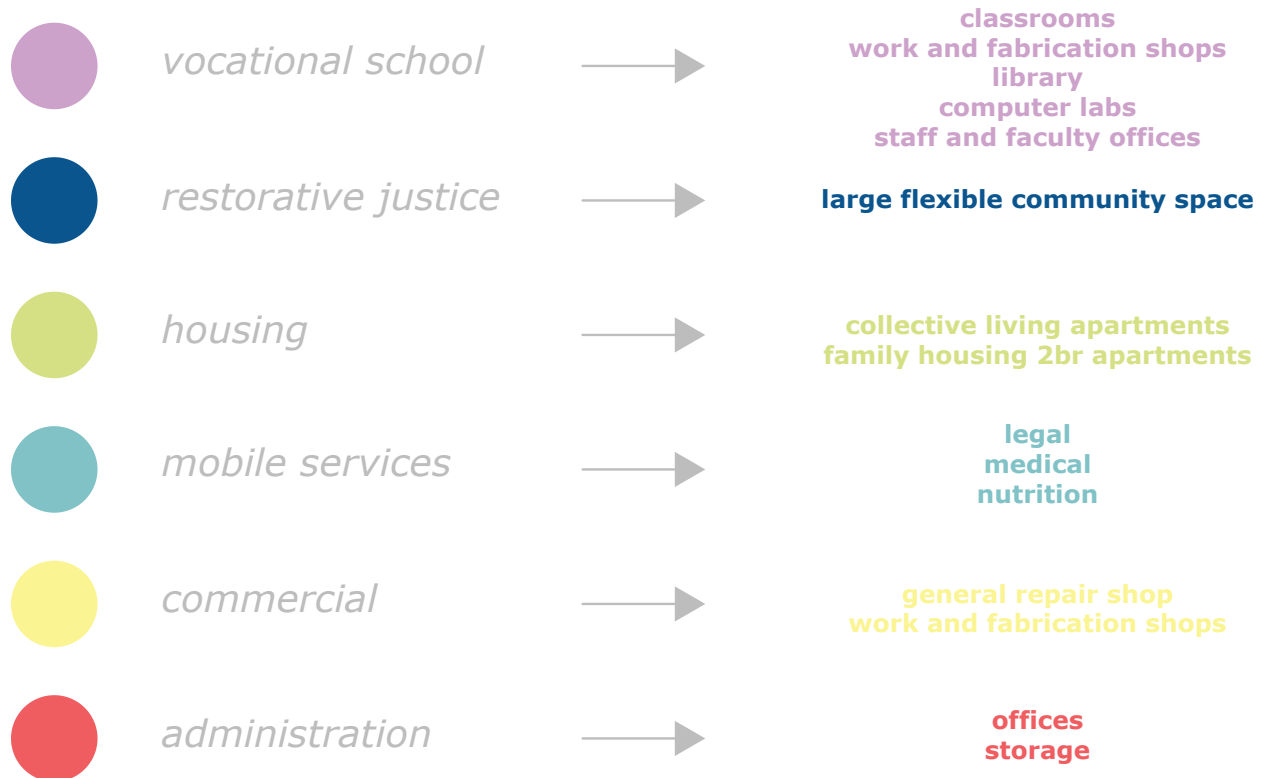 vocational school
classrooms
work and fabrication shops
library
computer labs
staff and faculty offices
restorative justice
large flexible community space
housing
collective living apartments
family housing 2br apartments
mobile services
legal
medical
nutrition
commercial
general repair shop
work and fabrication shops
administration
offices
storage